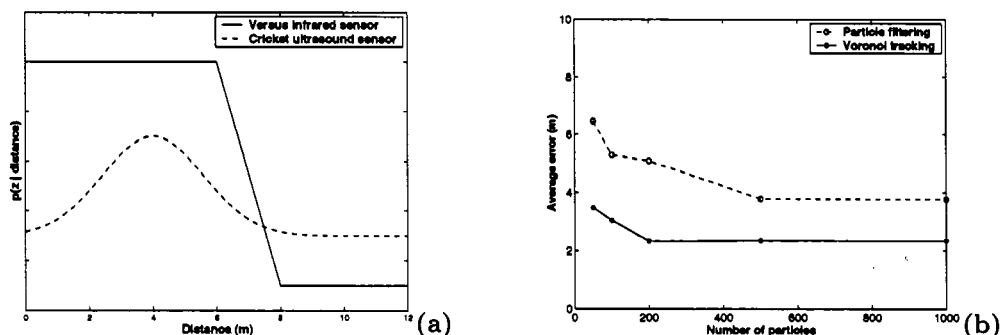 Versus infrared sensor
Cricket ultrasound sensor
p(z | distance)
0 2 4 6 8 10 12
Distance (m)
(a)
Particle filtering
Voronoi tracking
Average error (m)
10
8
6
4
2
0
0 200 400 600 800 1000
Number of particles
(b)